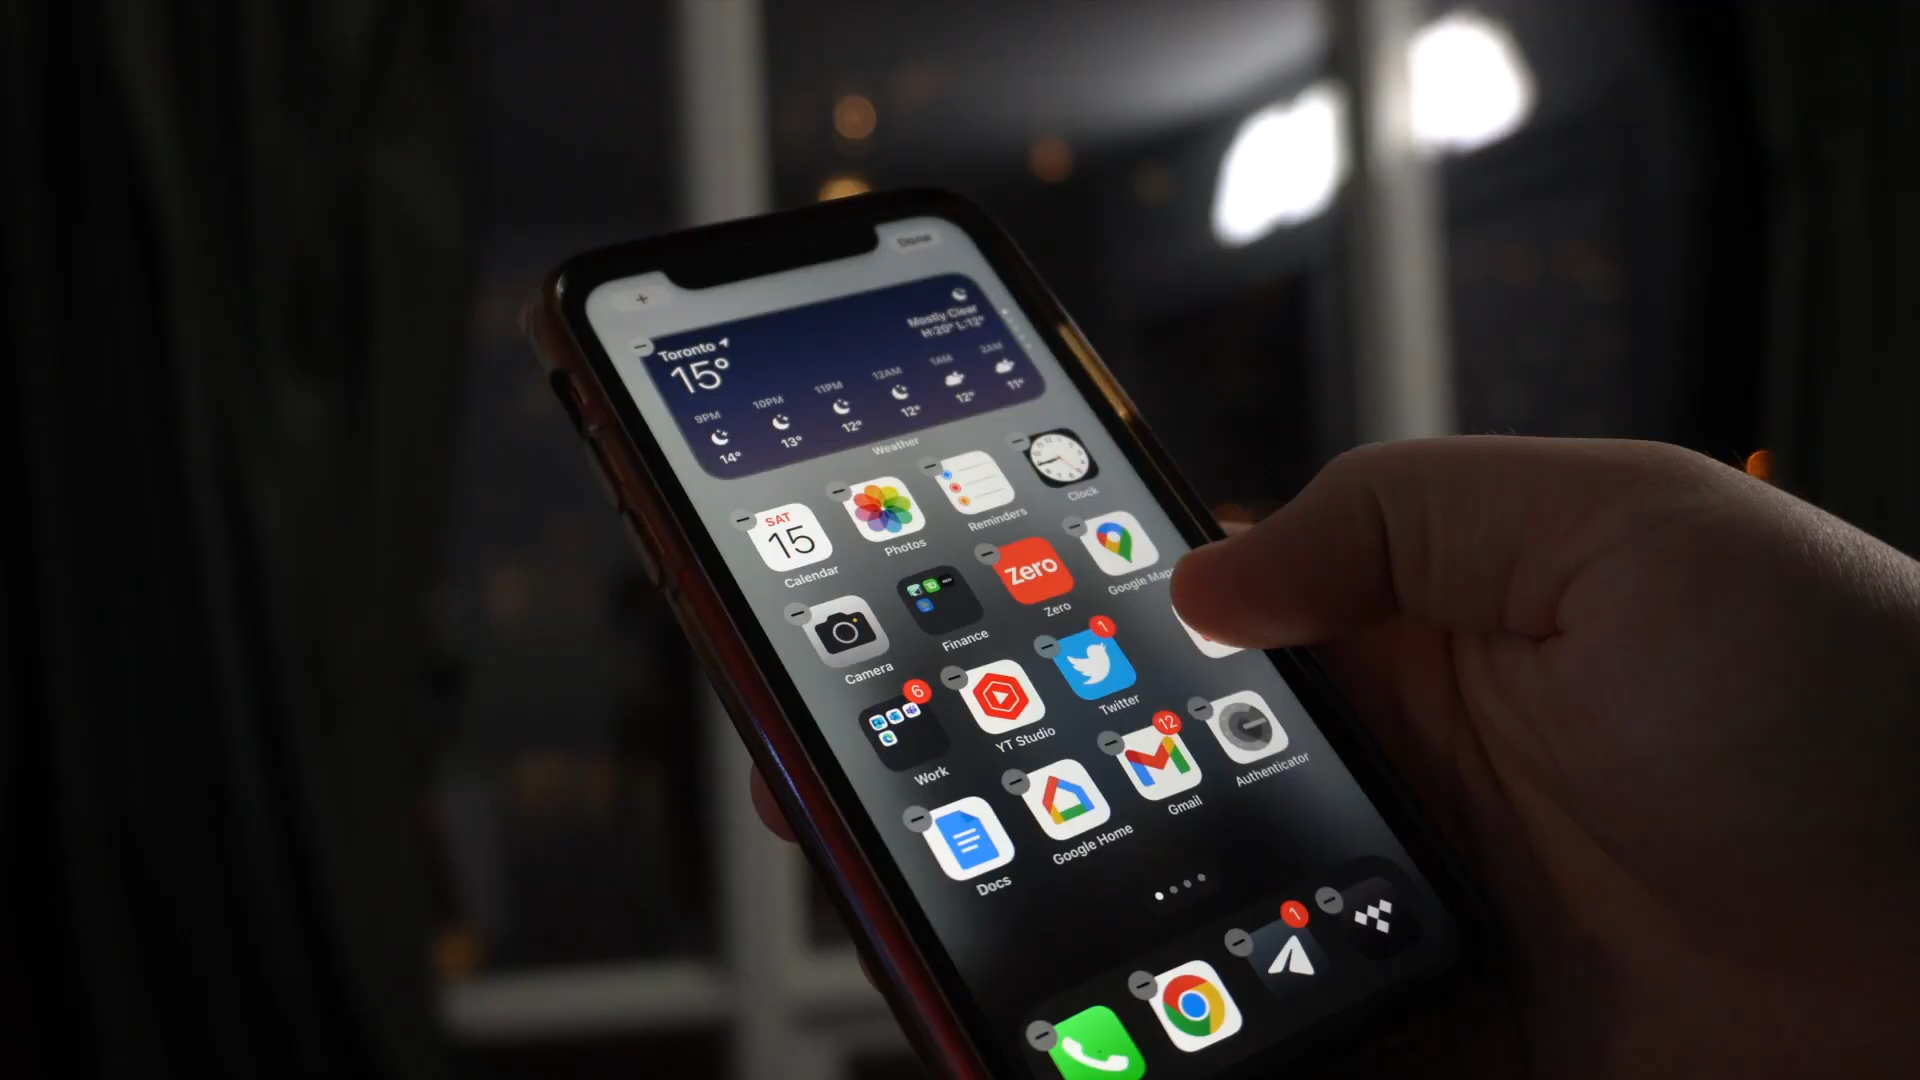 +
Done
Toronto
15°
Mostly Clear
H:20° L:12°
9PM 10PM 11PM 12AM 1AM 2AM
14° 13° 12° 12° 12° 11°
Weather
SAT
15
Calendar
Photos
Reminders
Clock
Camera
Finance
Zero
Zero
Google Maps
6
Work
YT Studio
1
Twitter
Docs
Google Home
12
Gmail
Authenticator
1